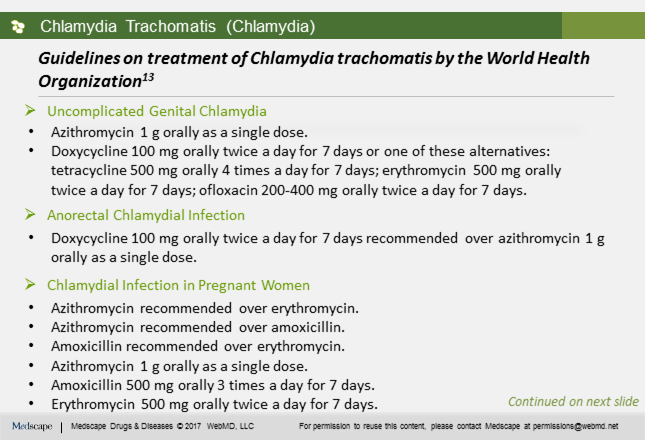 Chlamydia Trachomatis (Chlamydia)
Guidelines on treatment of Chlamydia trachomatis by the World Health
Organization¹³
➢ Uncomplicated Genital Chlamydia
• Azithromycin 1 g orally as a single dose.
• Doxycycline 100 mg orally twice a day for 7 days or one of these alternatives:
tetracycline 500 mg orally 4 times a day for 7 days; erythromycin 500 mg orally
twice a day for 7 days; ofloxacin 200-400 mg orally twice a day for 7 days.
➢ Anorectal Chlamydial Infection
• Doxycycline 100 mg orally twice a day for 7 days recommended over azithromycin 1 g
orally as a single dose.
➢ Chlamydial Infection in Pregnant Women
• Azithromycin recommended over erythromycin.
• Azithromycin recommended over amoxicillin.
• Amoxicillin recommended over erythromycin.
• Azithromycin 1 g orally as a single dose.
• Amoxicillin 500 mg orally 3 times a day for 7 days.
• Erythromycin 500 mg orally twice a day for 7 days.
Continued on next slide
Medscape | Medscape Drugs & Diseases © 2017 WebMD, LLC For permission to reuse this content, please contact Medscape at permissions@webmd.net